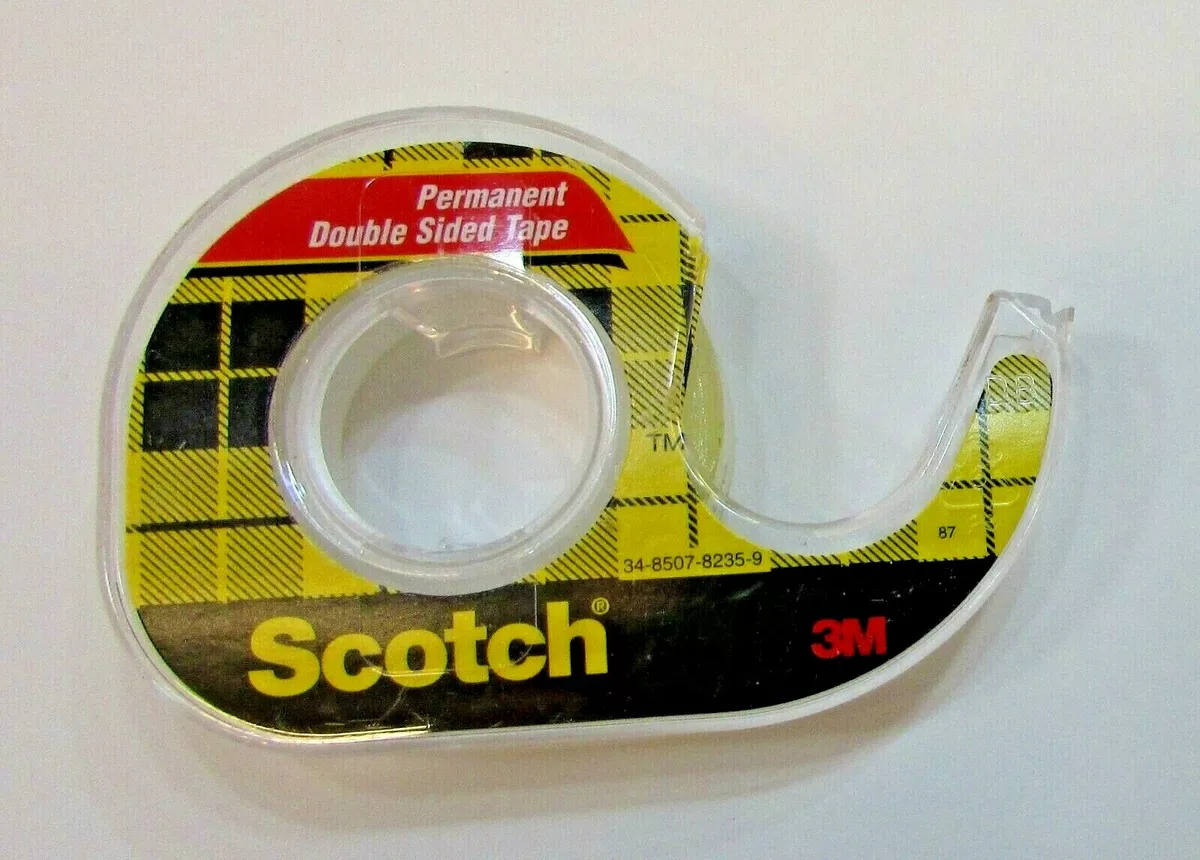 Permanent
Double Sided Tape
TM
D-B
87
34-8507-8235-9
Scotch®
3M